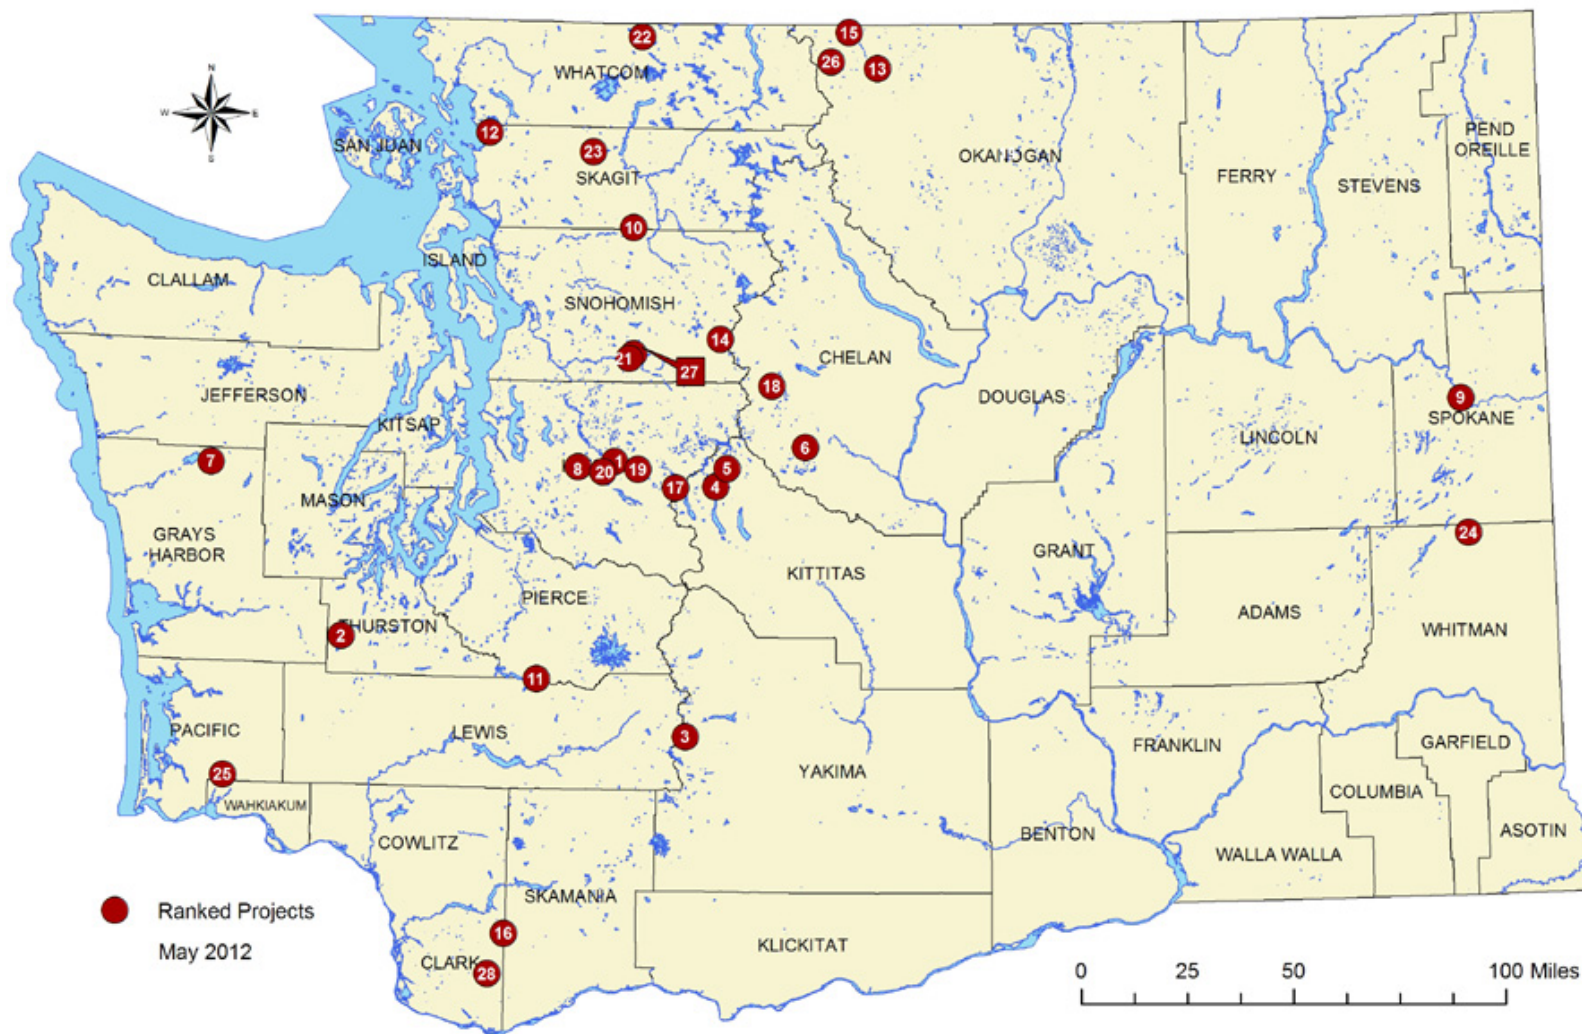 N
W E
S
22
15
26
13
WHATCOM
12
SAN JUAN
23
SKAGIT
OKANOGAN
FERRY
STEVENS
PEND
OREILLE
10
ISLAND
CLALLAM
SNOHOMISH
14
21
27
CHELAN
18
JEFFERSON
KITSAP
DOUGLAS
9
SPOKANE
LINCOLN
7
8
20
1
19
17
5
4
6
MASON
GRAYS
HARBOR
24
GRANT
KITTITAS
PIERCE
ADAMS
2
THURSTON
WHITMAN
11
PACIFIC
LEWIS
3
YAKIMA
FRANKLIN
GARFIELD
25
WAHKIAKUM
COLUMBIA
COWLITZ
BENTON
WALLA WALLA
ASOTIN
SKAMANIA
Ranked Projects
16
KLICKITAT
May 2012
CLARK
28
0 25 50 100 Miles